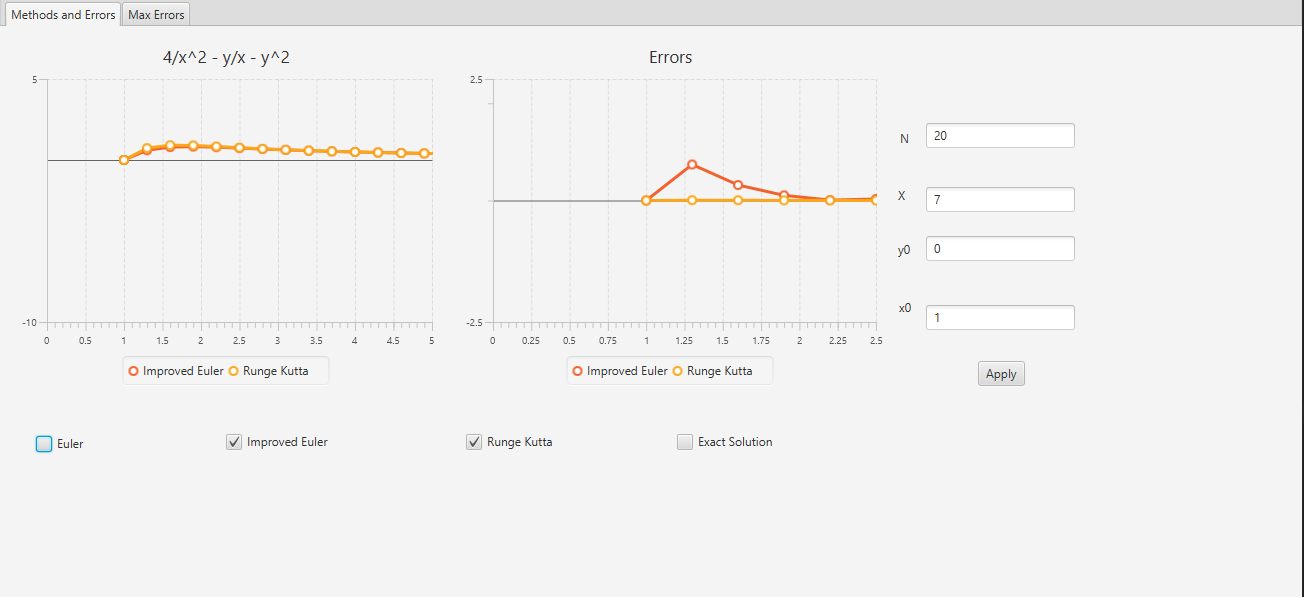 Methods and Errors Max Errors
4/x^2 - y/x - y^2
5
-10
0 0.5 1 1.5 2 2.5 3 3.5 4 4.5 5
Improved Euler Runge Kutta
Errors
2.5
-2.5
0 0.25 0.5 0.75 1 1.25 1.5 1.75 2 2.25 2.5
Improved Euler Runge Kutta
N 20
X 7
y0 0
x0 1
Apply
Euler Improved Euler Runge Kutta Exact Solution